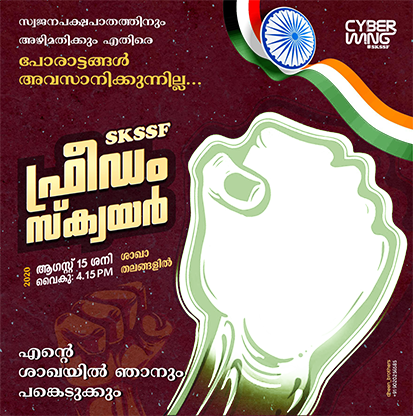 സ്വജനപക്ഷപാതത്തിനും
അഴിമതിക്കും എതിരെ
പോരാട്ടങ്ങൾ
അവസാനിക്കുന്നില്ല...
CYBER
WING
@SKSSF
SKSSF
ഫ്രീഡം
സ്ക്വയർ
2020
ആഗസ്റ്റ് 15 ശനി
വൈകു: 4.15 PM
ശാഖാ
തലങ്ങളിൽ
എന്റെ
ശാഖയിൽ ഞാനും
പങ്കെടുക്കും